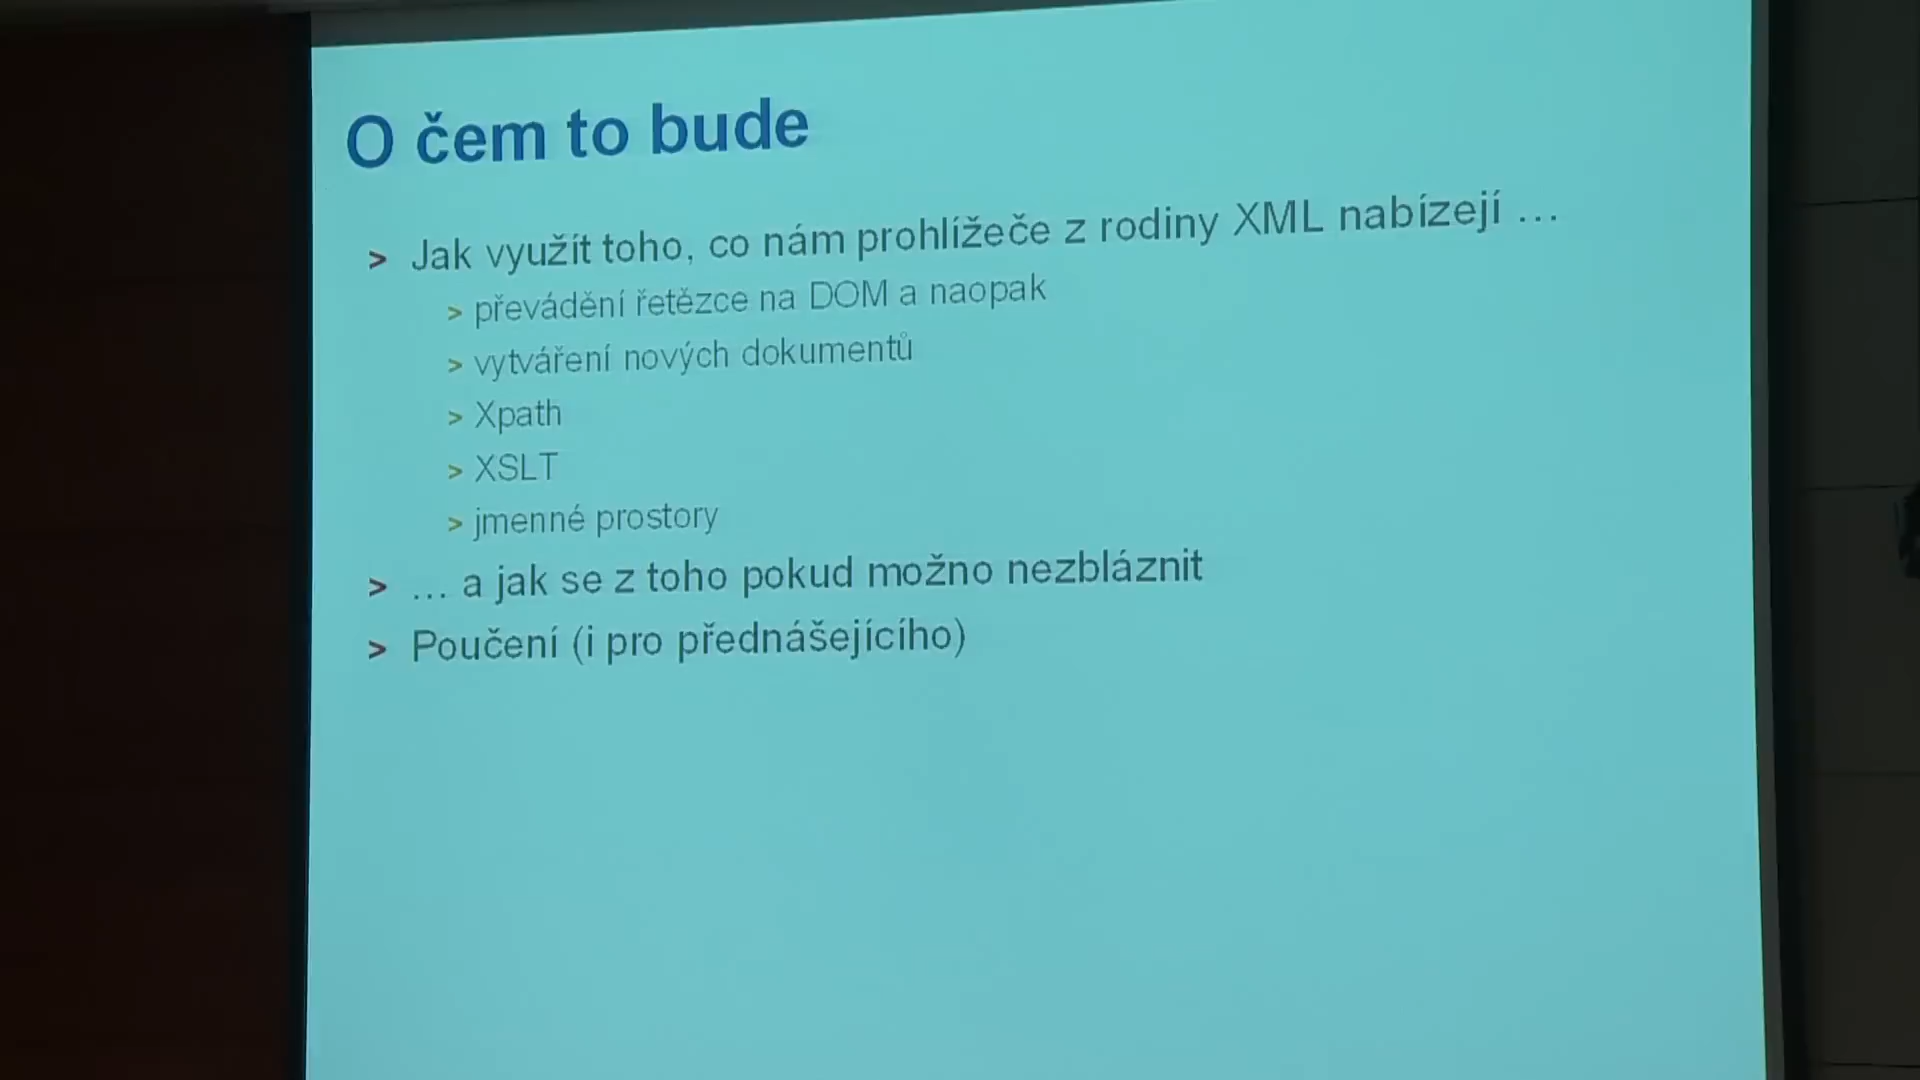 O čem to bude
> Jak využít toho, co nám prohlížeče z rodiny XML nabízejí ...
> převádění řetězce na DOM a naopak
> vytváření nových dokumentů
> Xpath
> XSLT
> jmenné prostory
> ... a jak se z toho pokud možno nezbláznit
> Poučení (i pro přednášejícího)